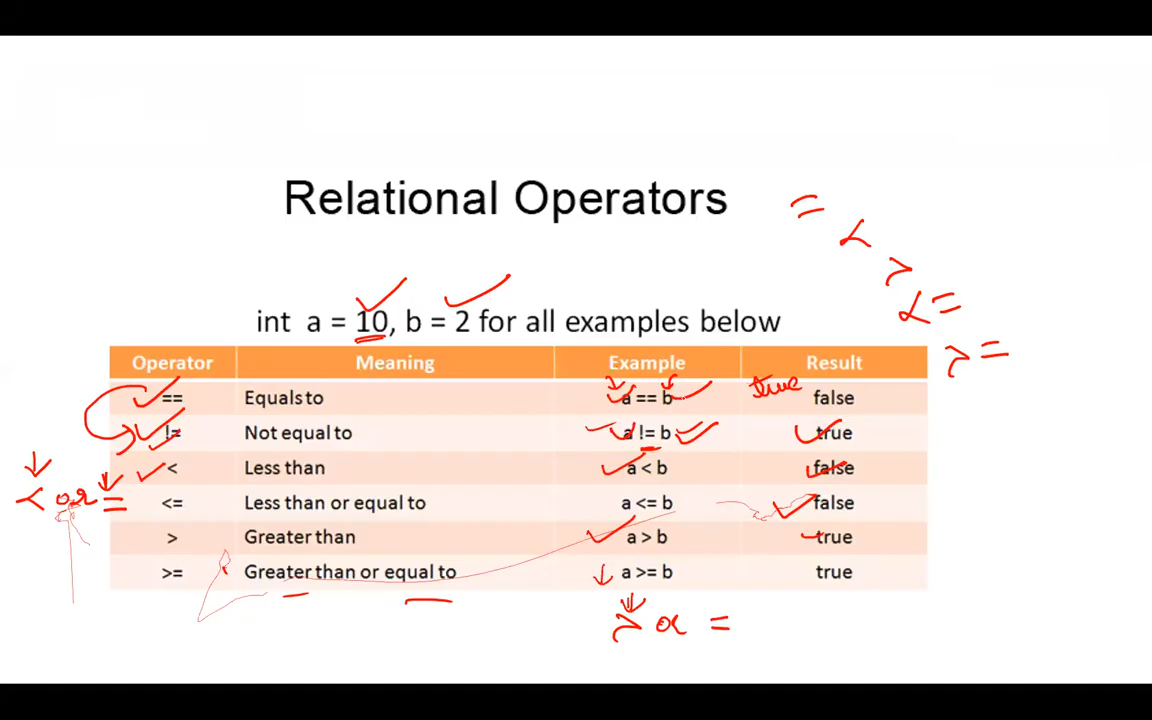 Relational Operators
=
<
>
<=
>=
int a = 10, b = 2 for all examples below
Operator Meaning Example Result
== Equals to a == b true false
!= Not equal to a != b true
< Less than a < b false
< or =
<= Less than or equal to a <= b false
> Greater than a > b true
>= Greater than or equal to a >= b true
> or =